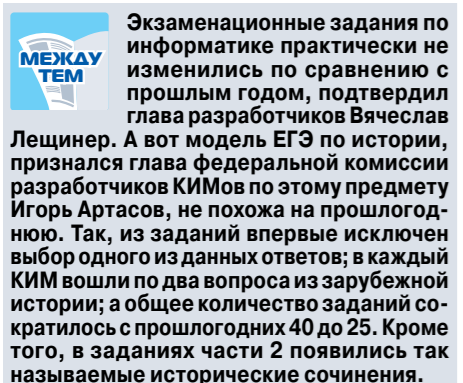 МЕЖДУ
ТЕМ
Экзаменационные задания по
информатике практически не
изменились по сравнению с
прошлым годом, подтвердил
глава разработчиков Вячеслав
Лещинер. А вот модель ЕГЭ по истории,
признался глава федеральной комиссии
разработчиков КИМов по этому предмету
Игорь Артасов, не похожа на прошлогод-
нюю. Так, из заданий впервые исключен
выбор одного из данных ответов; в каждый
КИМ вошли по два вопроса из зарубежной
истории; а общее количество заданий со-
кратилось с прошлогодних 40 до 25. Кроме
того, в заданиях части 2 появились так
называемые исторические сочинения.